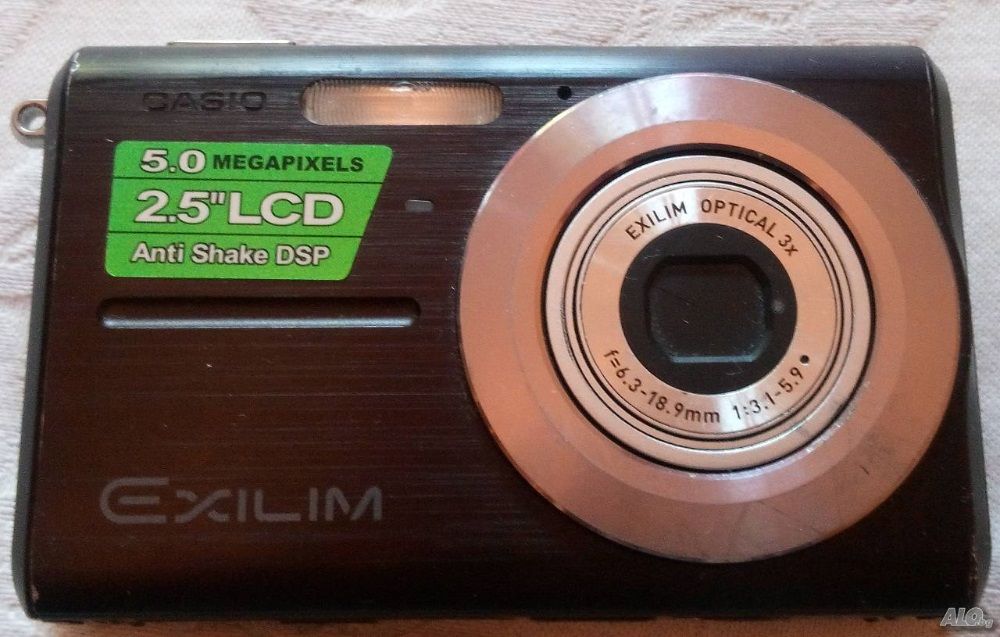 CASIO
5.0 MEGAPIXELS
2.5"LCD
Anti Shake DSP
EXILIM OPTICAL 3x
f=6.3-18.9mm 1:3.1-5.9
EXILIM
ALO.bg